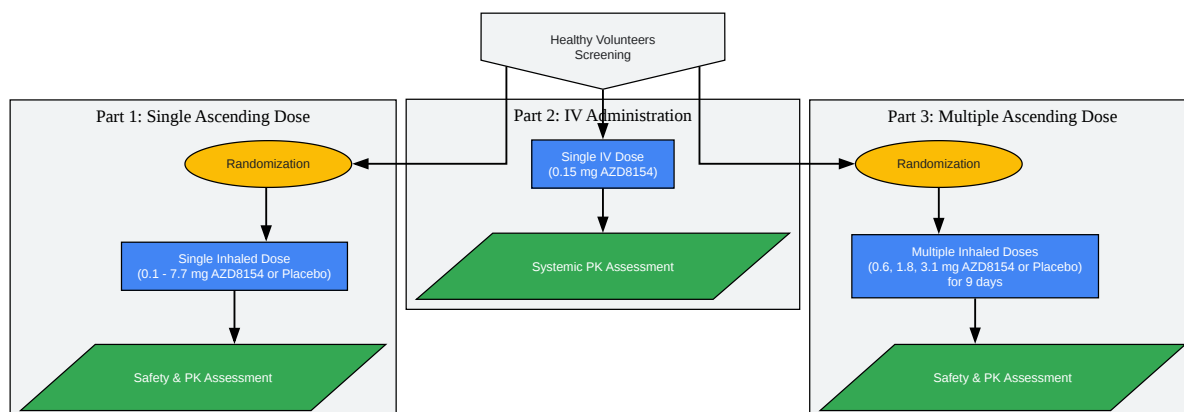 Healthy Volunteers
Screening
Part 1: Single Ascending Dose
Randomization
Single Inhaled Dose
(0.1 - 7.7 mg AZD8154 or Placebo)
Safety & PK Assessment
Part 2: IV Administration
Single IV Dose
(0.15 mg AZD8154)
Systemic PK Assessment
Part 3: Multiple Ascending Dose
Randomization
Multiple Inhaled Doses
(0.6, 1.8, 3.1 mg AZD8154 or Placebo)
for 9 days
Safety & PK Assessment